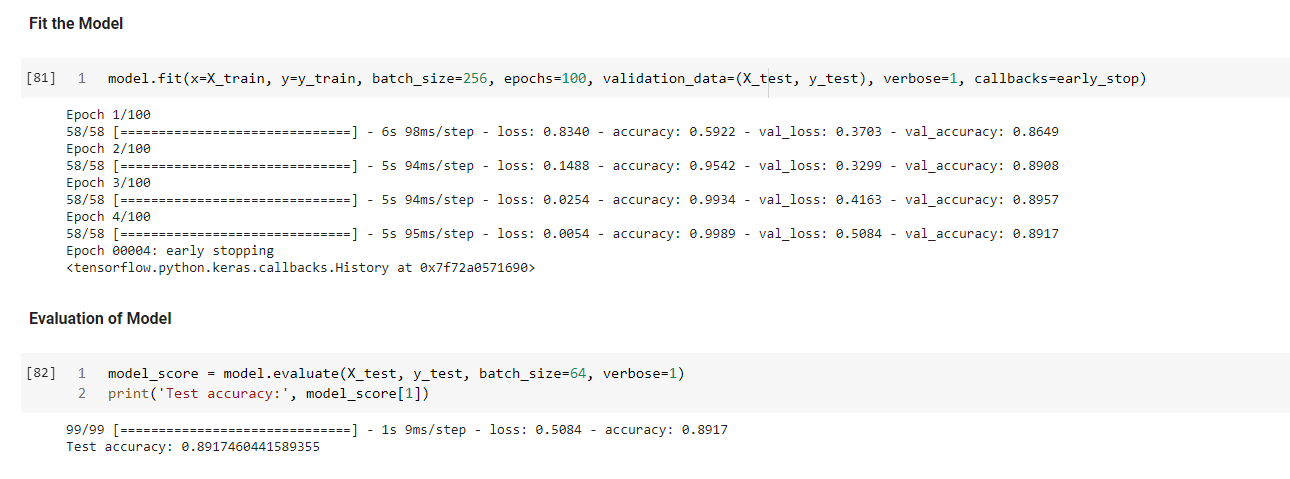 Fit the Model
[81] 1 model.fit(x=X_train, y=y_train, batch_size=256, epochs=100, validation_data=(X_test, y_test), verbose=1, callbacks=early_stop)
Epoch 1/100
58/58 [==============================] - 6s 98ms/step - loss: 0.8340 - accuracy: 0.5922 - val_loss: 0.3703 - val_accuracy: 0.8649
Epoch 2/100
58/58 [==============================] - 5s 94ms/step - loss: 0.1488 - accuracy: 0.9542 - val_loss: 0.3299 - val_accuracy: 0.8908
Epoch 3/100
58/58 [==============================] - 5s 94ms/step - loss: 0.0254 - accuracy: 0.9934 - val_loss: 0.4163 - val_accuracy: 0.8957
Epoch 4/100
58/58 [==============================] - 5s 95ms/step - loss: 0.0054 - accuracy: 0.9989 - val_loss: 0.5084 - val_accuracy: 0.8917
Epoch 00004: early stopping
<tensorflow.python.keras.callbacks.History at 0x7f72a0571690>
Evaluation of Model
[82] 1 model_score = model.evaluate(X_test, y_test, batch_size=64, verbose=1)
2 print('Test accuracy:', model_score[1])
99/99 [==============================] - 1s 9ms/step - loss: 0.5084 - accuracy: 0.8917
Test accuracy: 0.8917460441589355